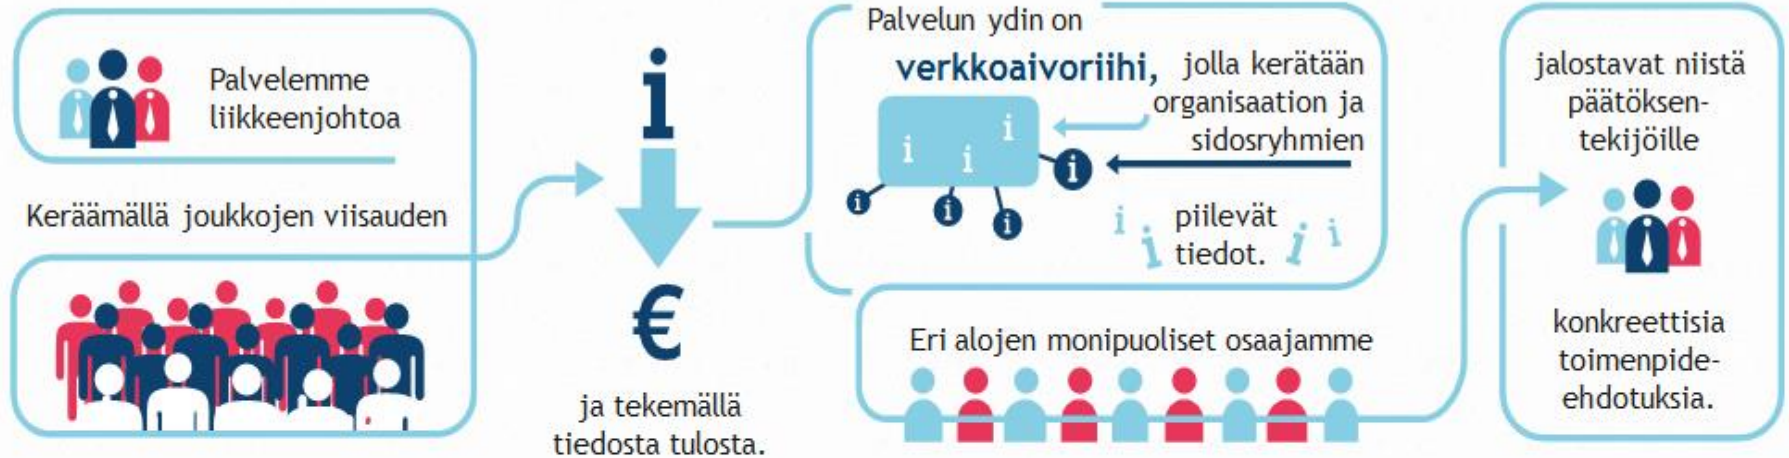 Palvelemme
liikkeenjohtoa
Keräämällä joukkojen viisauden
i
€
ja tekemällä
tiedosta tulosta.
Palvelun ydin on
verkkoaivoriihi, jolla kerätään
organisaation ja
sidosryhmien
i i i
i i i i
i i piilevät i i
tiedot.
Eri alojen monipuoliset osaajamme
jalostavat niistä
päätöksen-
tekijöille
konkreettisia
toimenpide-
ehdotuksia.